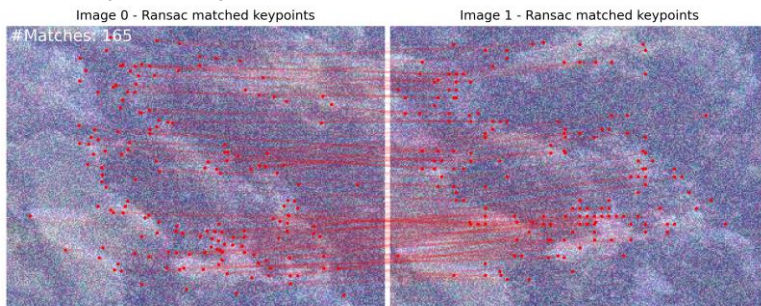 Image 0 - Ransac matched keypoints
Image 1 - Ransac matched keypoints
#Matches: 165